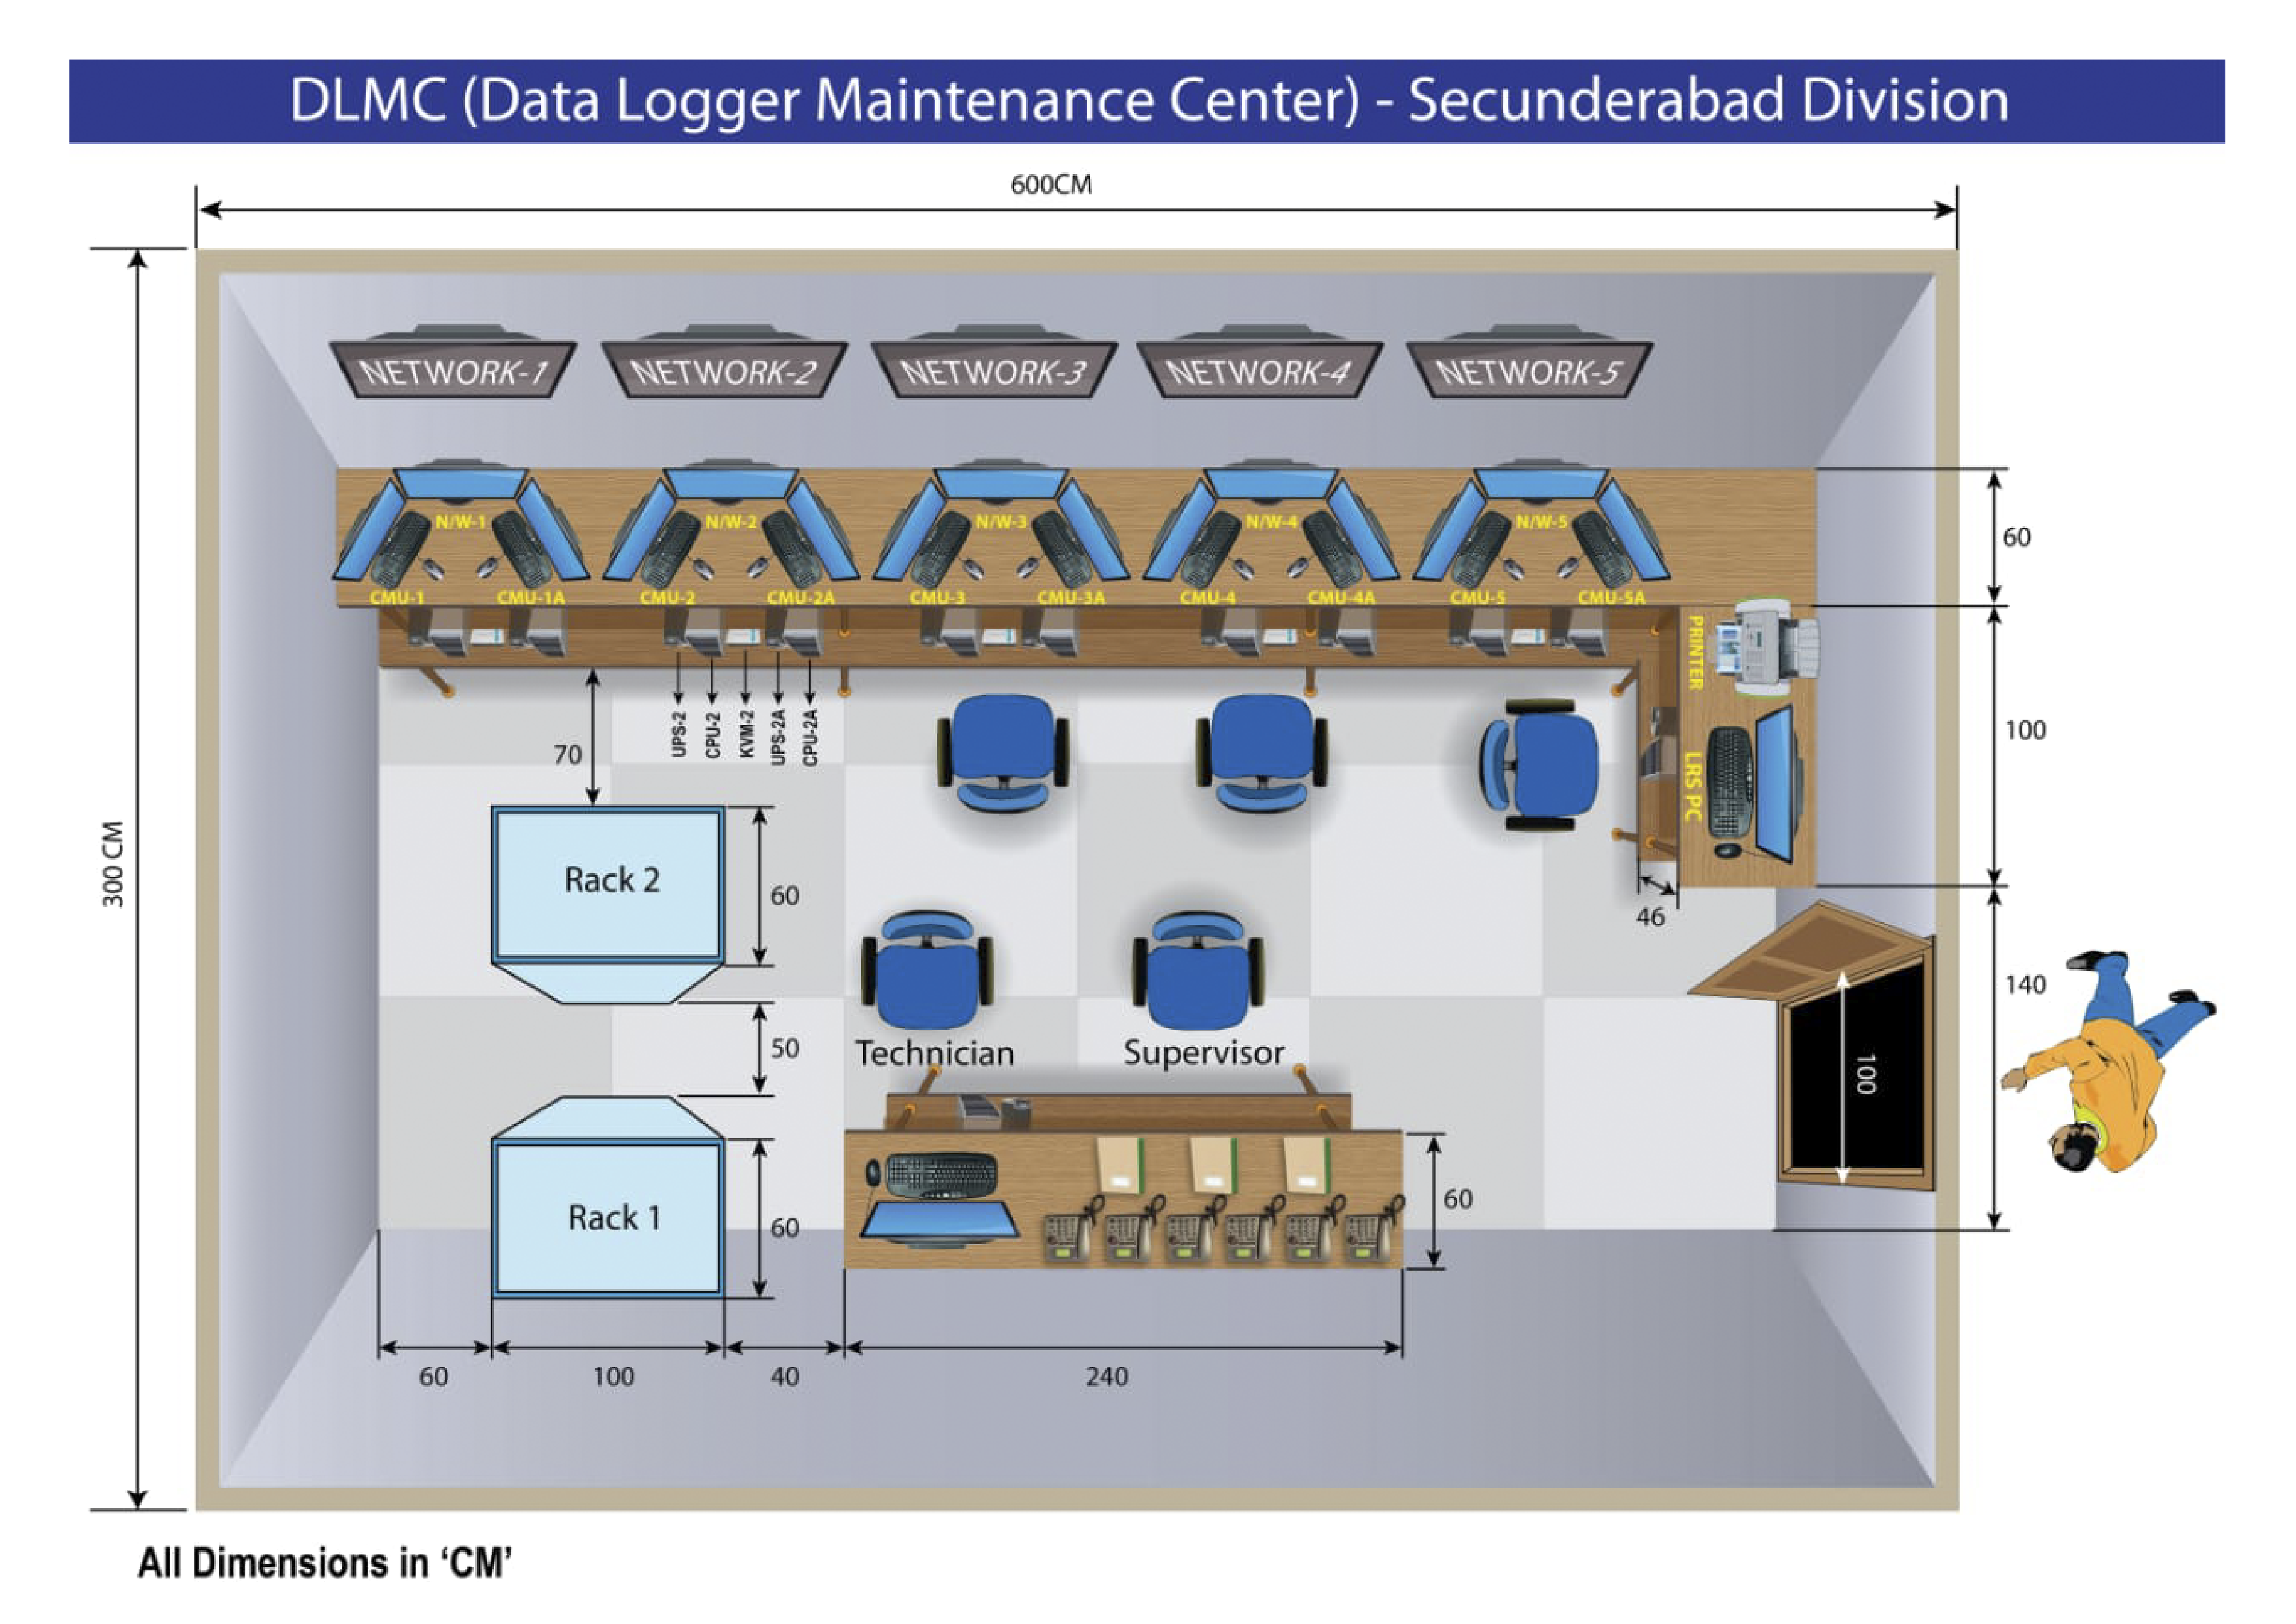 DLMC (Data Logger Maintenance Center) - Secunderabad Division
600CM
NETWORK-1 NETWORK-2 NETWORK-3 NETWORK-4 NETWORK-5
N/W-1 N/W-2 N/W-3 N/W-4 N/W-5
60
CMU-1 CMU-1A CMU-2 CMU-2A CMU-3 CMU-3A CMU-4 CMU-4A CMU-5 CMU-5A
PRINTER
UPS-2
CPU-2
KVM-2
UPS-2A
CPU-2A
70
100
LRS PC
300 CM
Rack 2
60
46
140
50
Technician
Supervisor
100
Rack 1
60
60
60
100
40
240
All Dimensions in ‘CM’